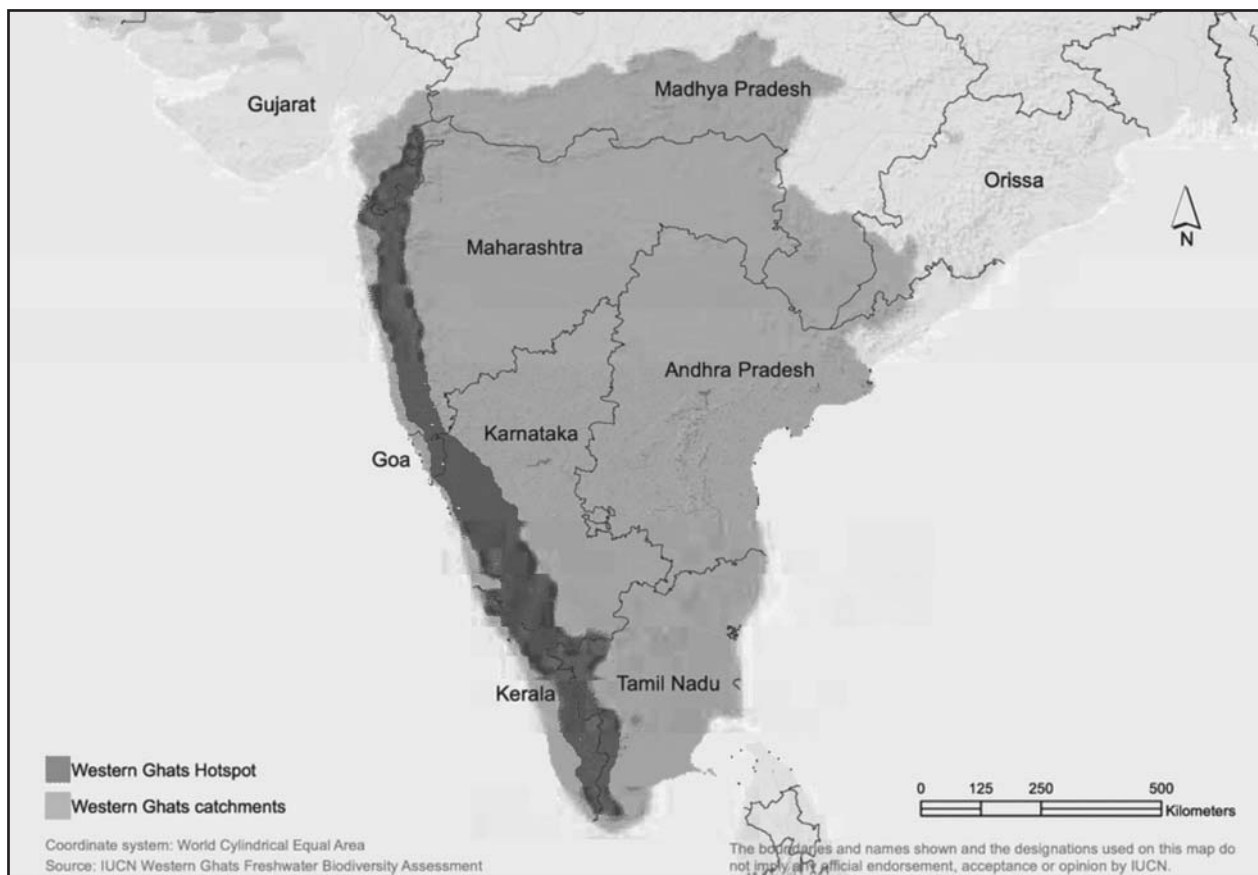 Gujarat
Madhya Pradesh
Orissa
N
Maharashtra
Andhra Pradesh
Karnataka
Goa
Kerala
Tamil Nadu
Western Ghats Hotspot
Western Ghats catchments
0 125 250 500
Kilometers
Coordinate system: World Cylindrical Equal Area
Source: IUCN Western Ghats Freshwater Biodiversity Assessment
The boundaries and names shown and the designations used on this map do
not imply any official endorsement, acceptance or opinion by IUCN.